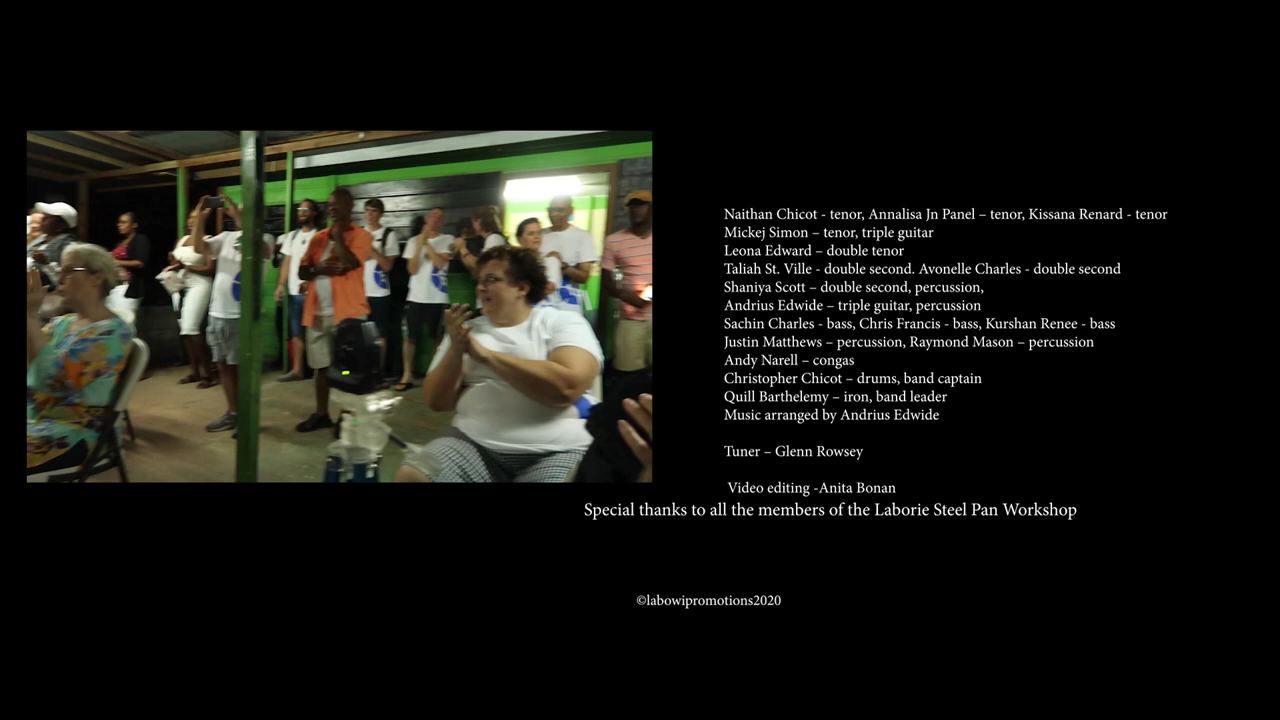 Naithan Chicot - tenor, Annalisa Jn Panel – tenor, Kissana Renard - tenor
Mickej Simon – tenor, triple guitar
Leona Edward – double tenor
Taliah St. Ville - double second. Avonelle Charles - double second
Shaniya Scott – double second, percussion,
Andrius Edwide – triple guitar, percussion
Sachin Charles - bass, Chris Francis - bass, Kurshan Renee - bass
Justin Matthews – percussion, Raymond Mason – percussion
Andy Narell – congas
Christopher Chicot – drums, band captain
Quill Barthelemy – iron, band leader
Music arranged by Andrius Edwide
Tuner – Glenn Rowsey
Video editing -Anita Bonan
Special thanks to all the members of the Laborie Steel Pan Workshop
©labowipromotions2020